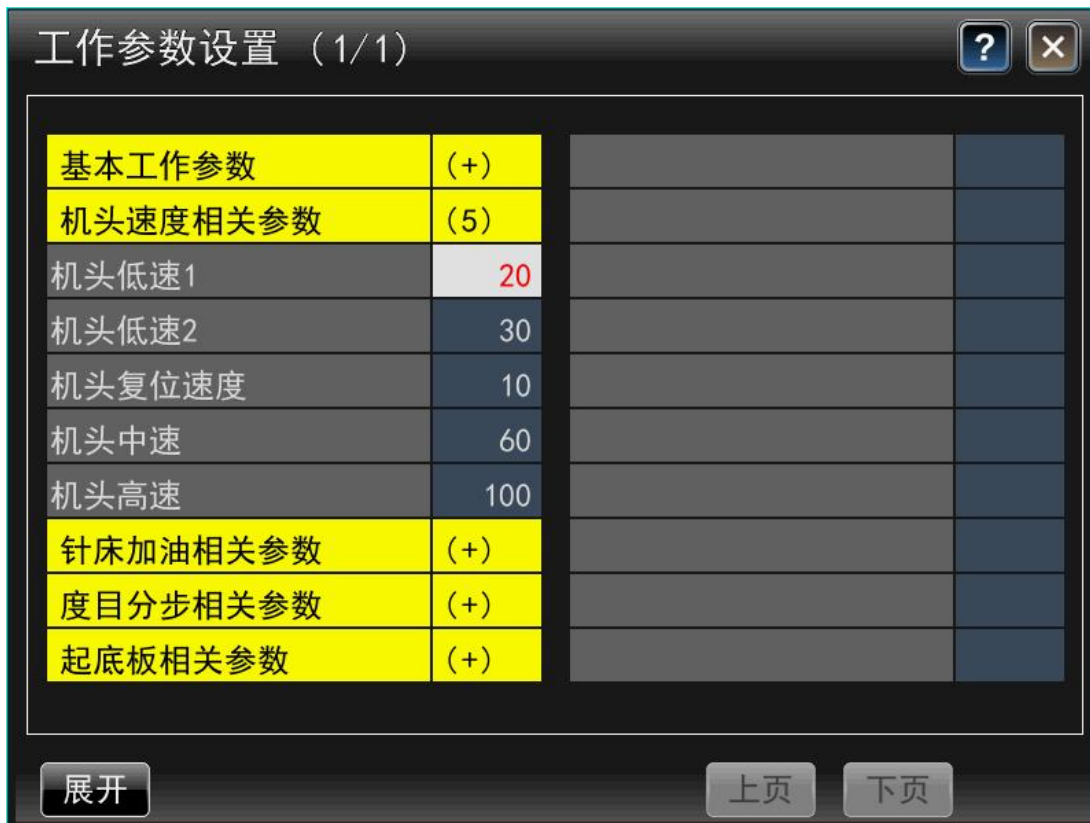 工作参数设置 (1/1)
?
×
基本工作参数 (+)
机头速度相关参数 (5)
机头低速1 20
机头低速2 30
机头复位速度 10
机头中速 60
机头高速 100
针床加油相关参数 (+)
度目分步相关参数 (+)
起底板相关参数 (+)
展开
上页
下页